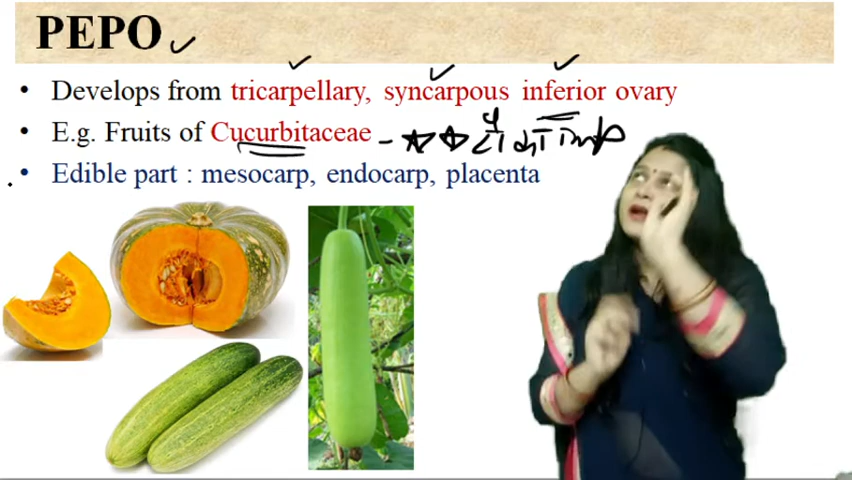 PEPO
• Develops from tricarpellary, syncarpous inferior ovary
• E.g. Fruits of Cucurbitaceae -
• Edible part : mesocarp, endocarp, placenta